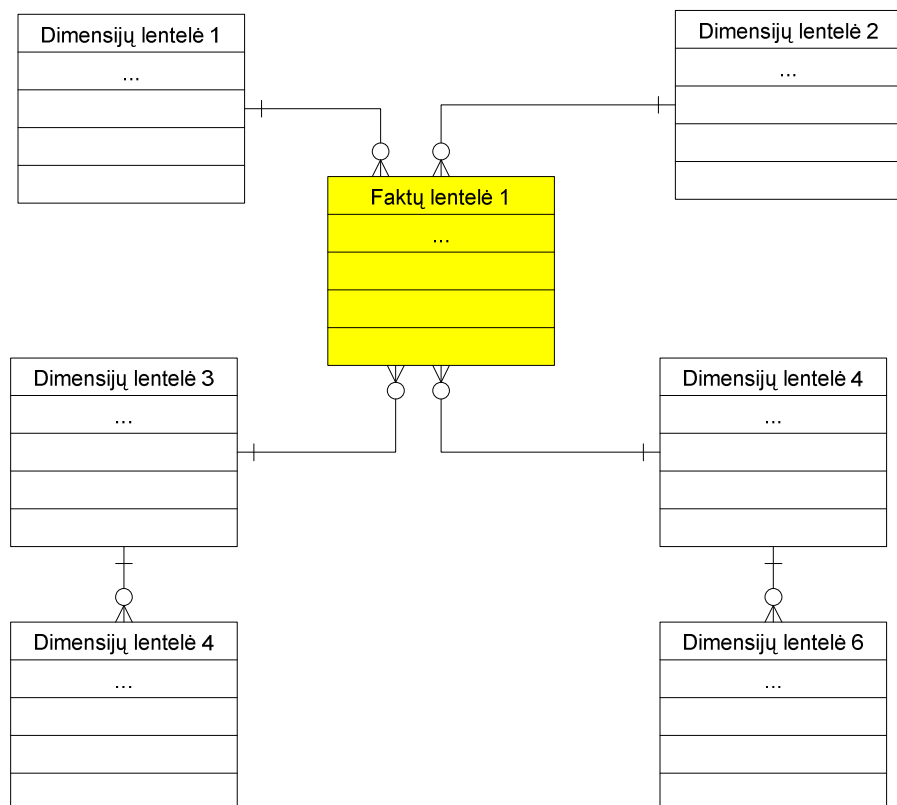 Dimensijų lentelė 1
...
Dimensijų lentelė 2
...
Faktų lentelė 1
...
Dimensijų lentelė 3
...
Dimensijų lentelė 4
...
Dimensijų lentelė 4
...
Dimensijų lentelė 6
...